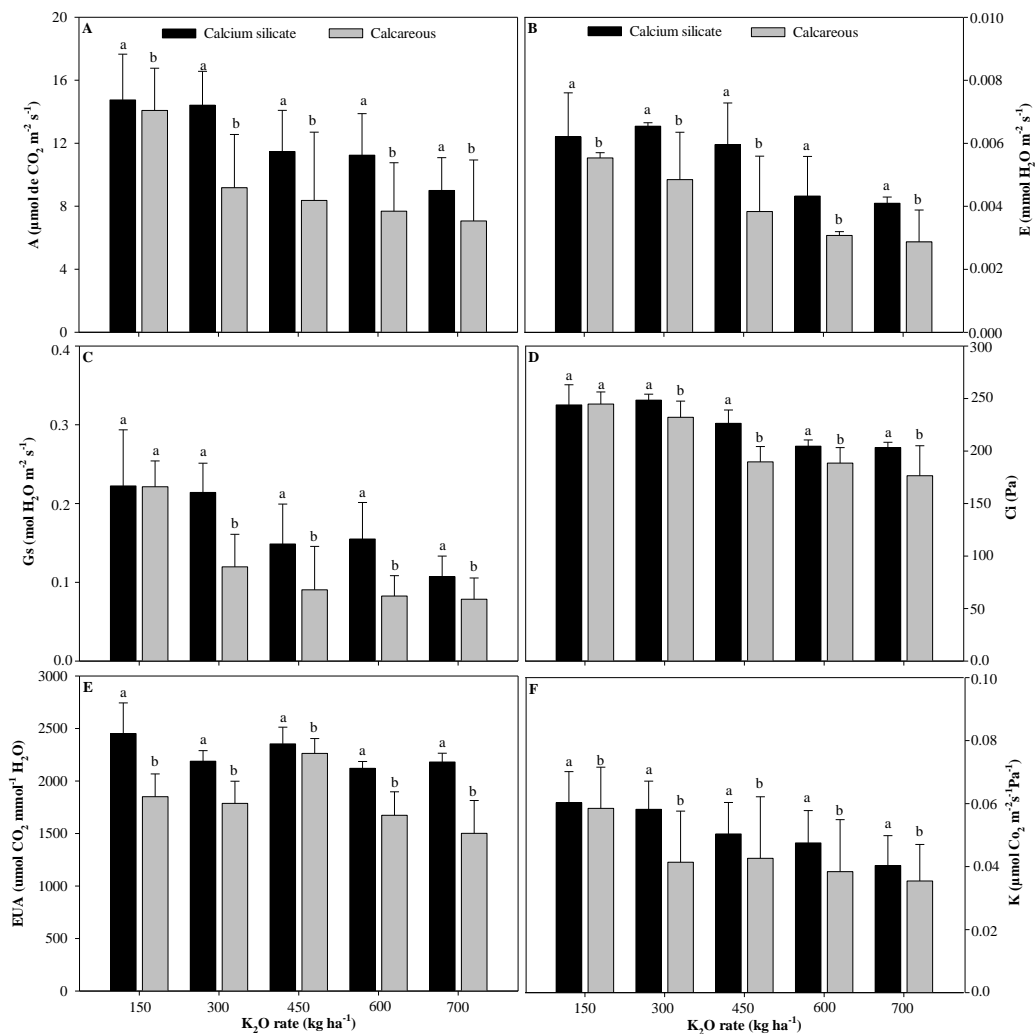 A
Calcium silicate
Calcareous
A (µmol de CO₂ m⁻² s⁻¹)
20
16
12
8
4
0
a b a b a b a b a b
B
Calcium silicate
Calcareous
E (mmol H₂O m⁻² s⁻¹)
0.010
0.008
0.006
0.004
0.002
0.000
a b a b a b a b a b
C
Gs (mol H₂O m⁻² s⁻¹)
0.4
0.3
0.2
0.1
0.0
a a a b a b a b a b
D
Ci (Pa)
300
250
200
150
100
50
0.0
a a a b a b a b a b
E
EUA (umol CO₂ mmol⁻¹ H₂O)
3000
2500
2000
1500
1000
500
0
a b a b a b a b a b
150 300 450 600 700
K₂O rate (kg ha⁻¹)
F
K (µmol Co₂ m⁻²s⁻¹Pa⁻¹)
0.10
0.08
0.06
0.04
0.02
0.0
a b a b a b a b a b
150 300 450 600 700
K₂O rate (kg ha⁻¹)